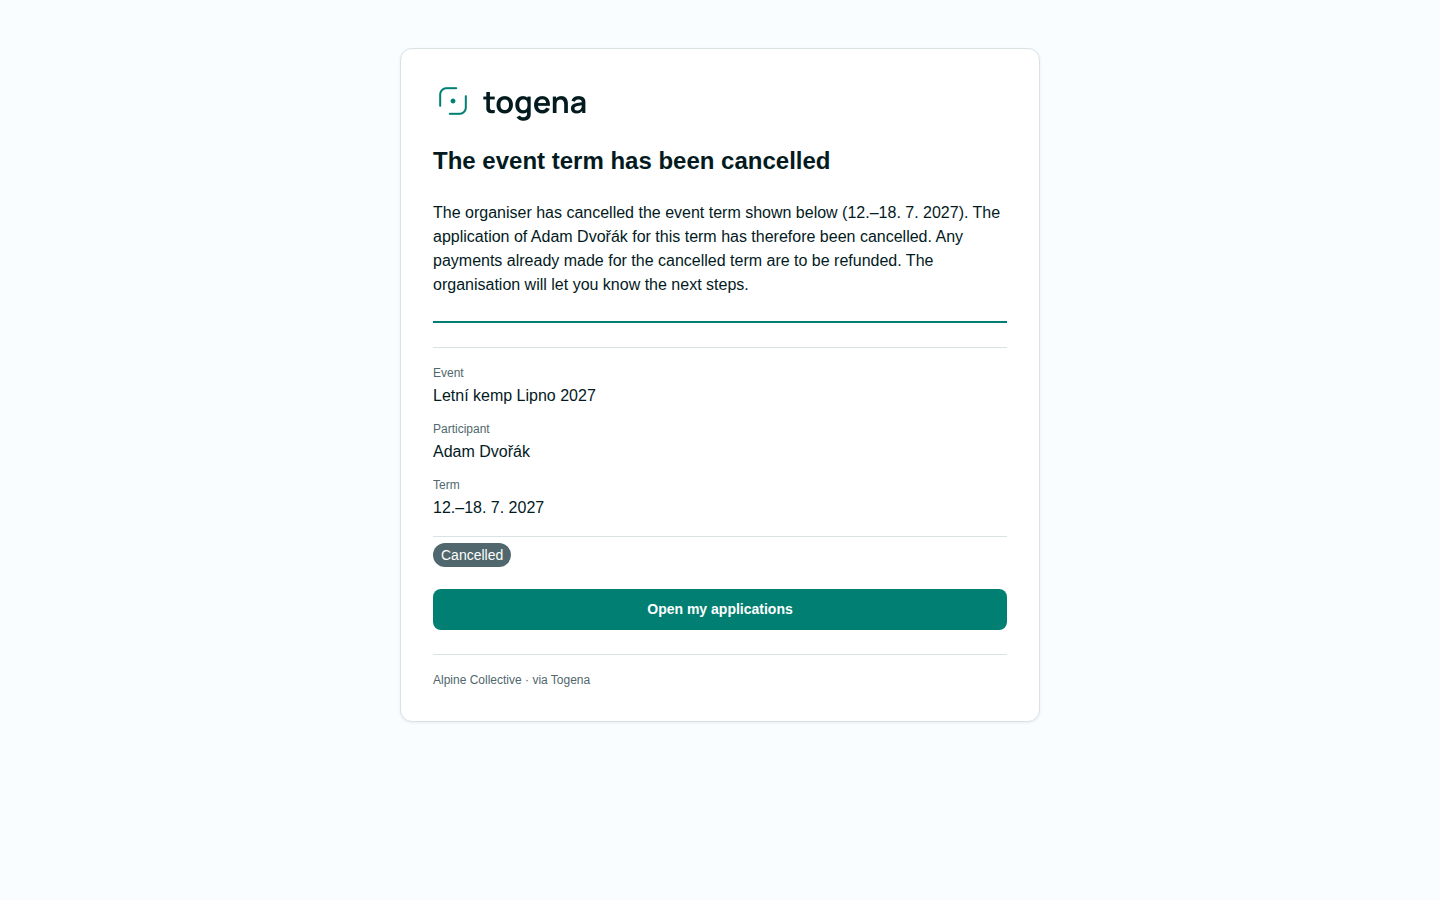 togena
The event term has been cancelled
The organiser has cancelled the event term shown below (12.–18. 7. 2027). The
application of Adam Dvořák for this term has therefore been cancelled. Any
payments already made for the cancelled term are to be refunded. The
organisation will let you know the next steps.
Event
Letní kemp Lipno 2027
Participant
Adam Dvořák
Term
12.–18. 7. 2027
Cancelled
Open my applications
Alpine Collective · via Togena